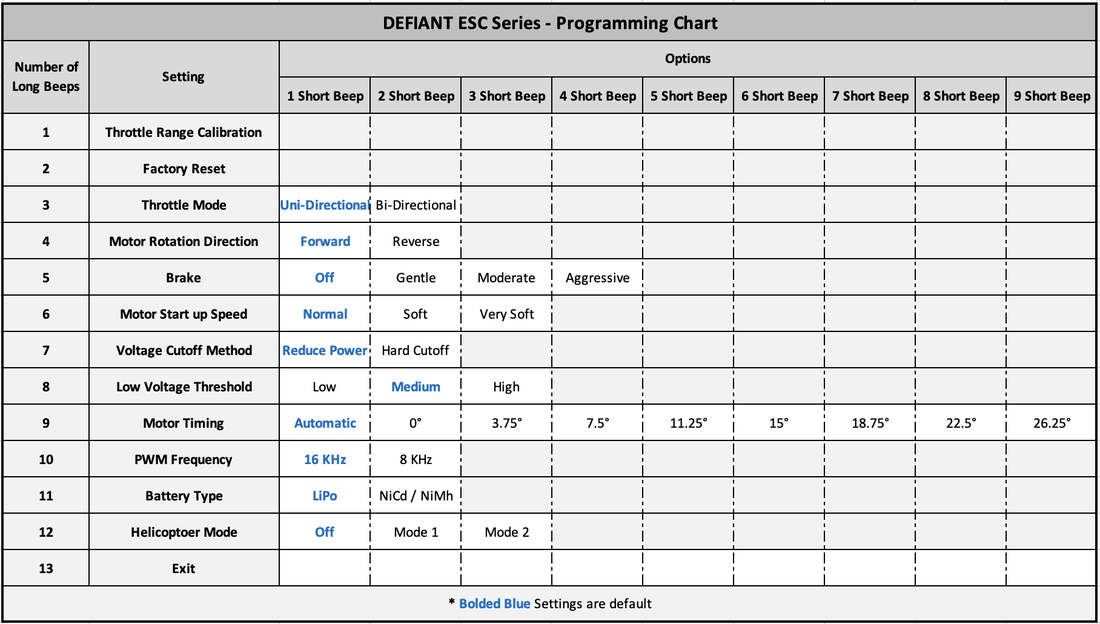 DEFIANT ESC Series - Programming Chart
Number of Long Beeps Setting Options
1 Short Beep 2 Short Beep 3 Short Beep 4 Short Beep 5 Short Beep 6 Short Beep 7 Short Beep 8 Short Beep 9 Short Beep
1 Throttle Range Calibration
2 Factory Reset
3 Throttle Mode Uni-Directional Bi-Directional
4 Motor Rotation Direction Forward Reverse
5 Brake Off Gentle Moderate Aggressive
6 Motor Start up Speed Normal Soft Very Soft
7 Voltage Cutoff Method Reduce Power Hard Cutoff
8 Low Voltage Threshold Low Medium High
9 Motor Timing Automatic 0° 3.75° 7.5° 11.25° 15° 18.75° 22.5° 26.25°
10 PWM Frequency 16 KHz 8 KHz
11 Battery Type LiPo NiCd / NiMh
12 Helicoptoer Mode Off Mode 1 Mode 2
13 Exit
* Bolded Blue Settings are default